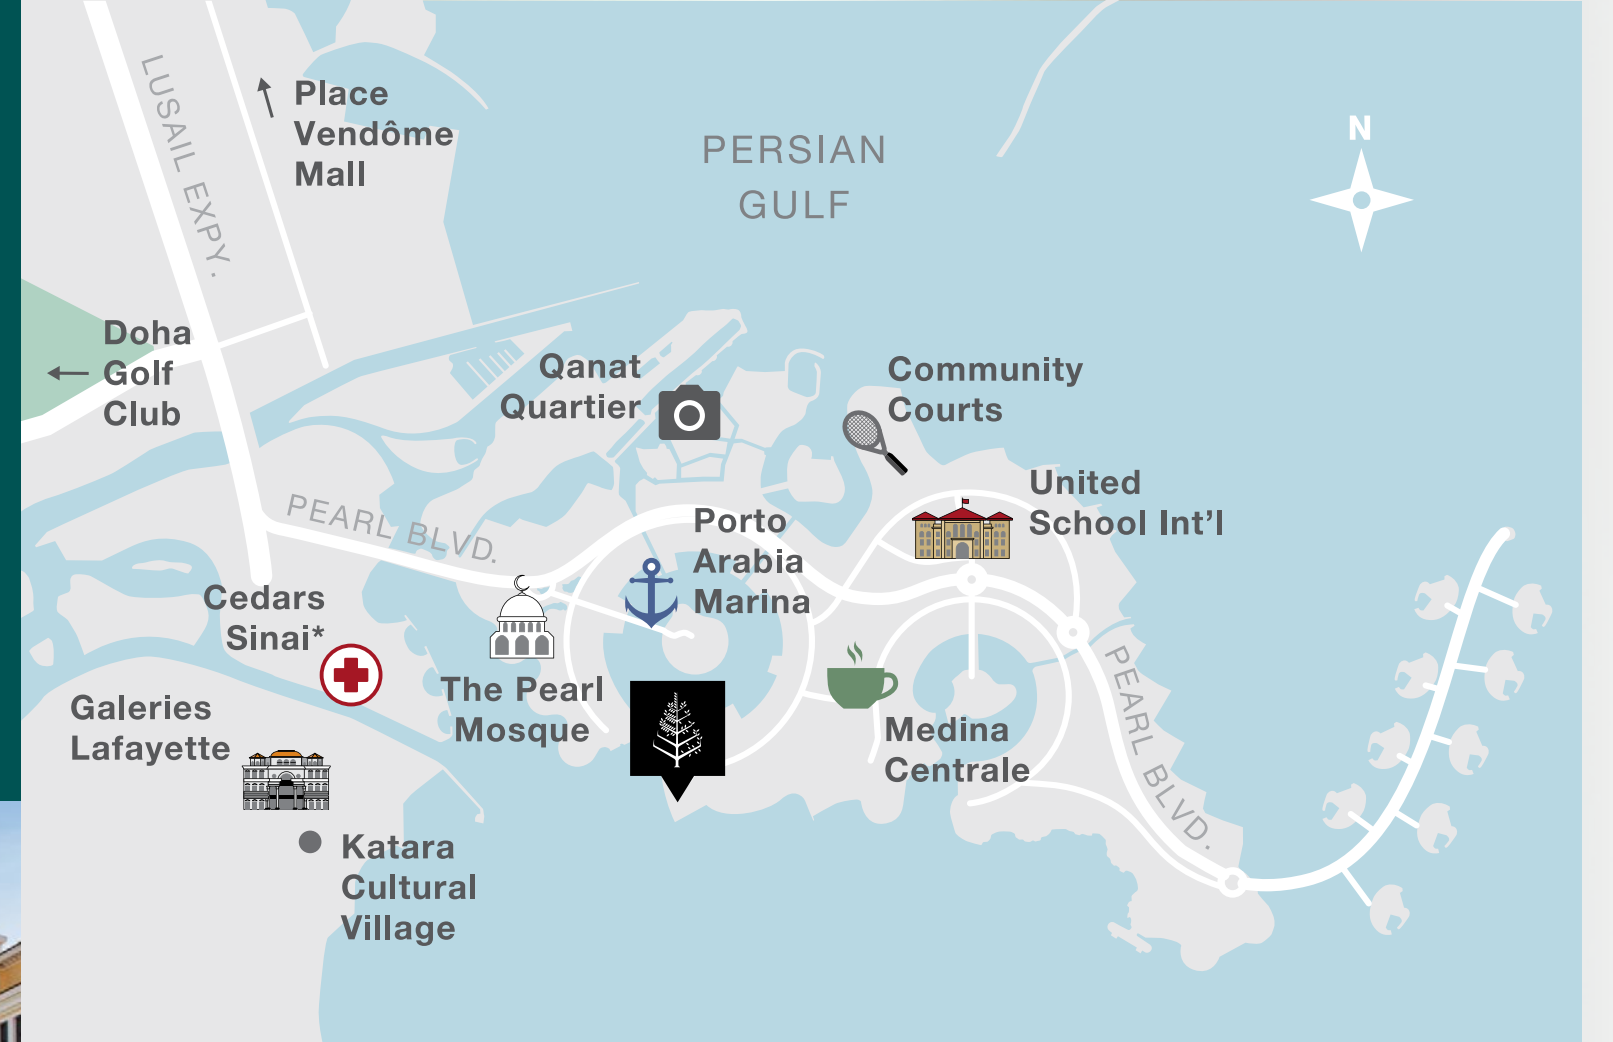 LUSAIL EXPY.
Place
Vendôme
Mall
PERSIAN
GULF
N
Doha
Golf
Club
Qanat
Quartier
Community
Courts
United
School Int'l
PEARL BLVD.
Porto
Arabia
Marina
Cedars
Sinai*
The Pearl
Mosque
Galeries
Lafayette
Medina
Centrale
PEARL BLVD.
Katara
Cultural
Village